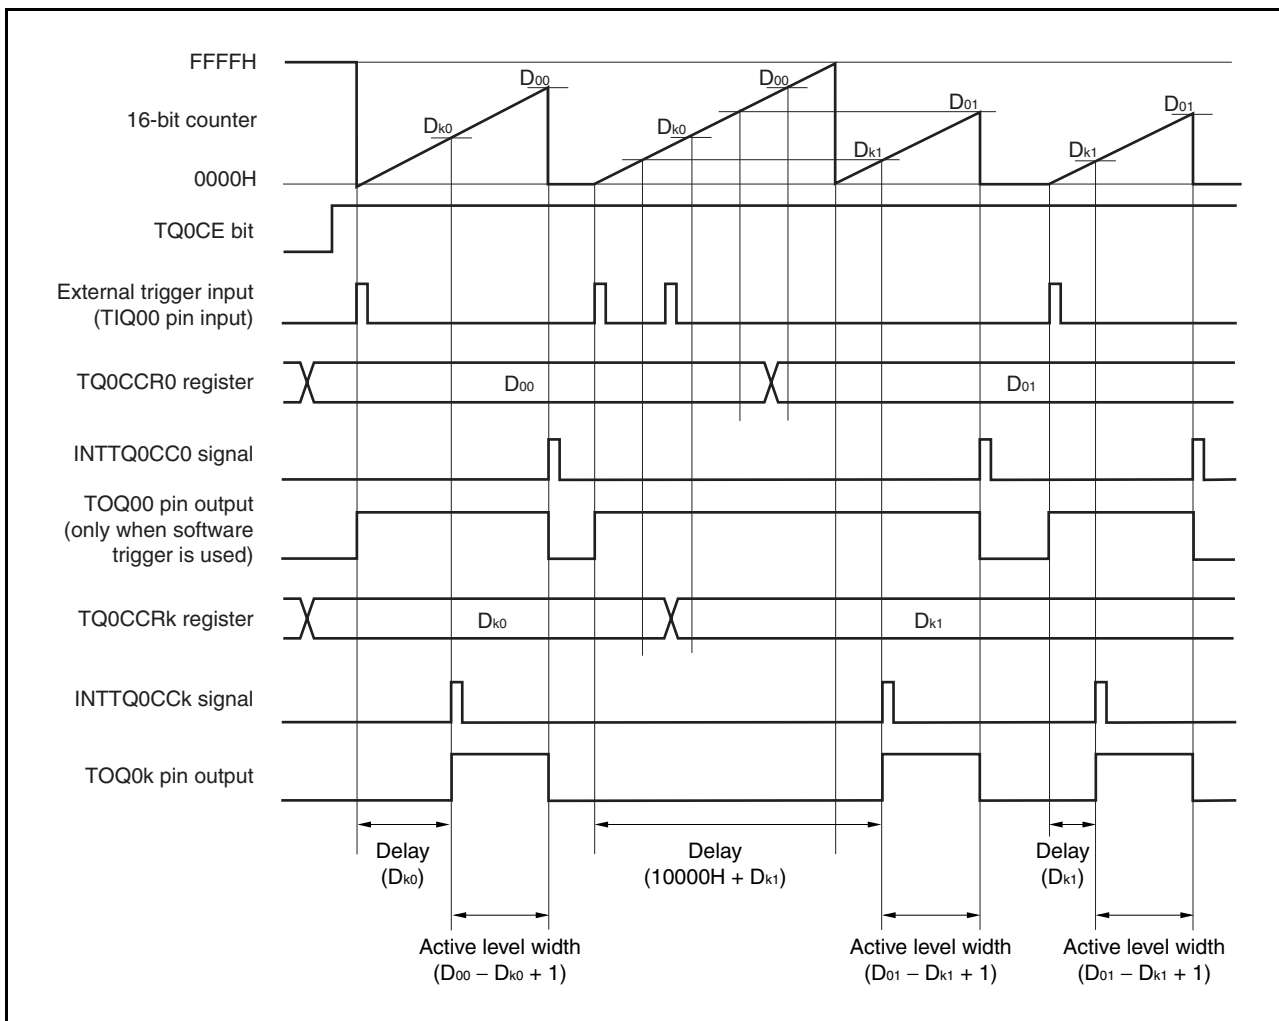 FFFFH
16-bit counter
0000H
Dk0
D00
Dk0
D00
Dk1
D01
Dk1
D01
TQ0CE bit
External trigger input
(TIQ00 pin input)
TQ0CCR0 register
D00
D01
INTTQ0CC0 signal
TOQ00 pin output
(only when software
trigger is used)
TQ0CCRk register
Dk0
Dk1
INTTQ0CCk signal
TOQ0k pin output
Delay
(Dk0)
Delay
(10000H + Dk1)
Delay
(Dk1)
Active level width
(D00 − Dk0 + 1)
Active level width
(D01 − Dk1 + 1)
Active level width
(D01 − Dk1 + 1)